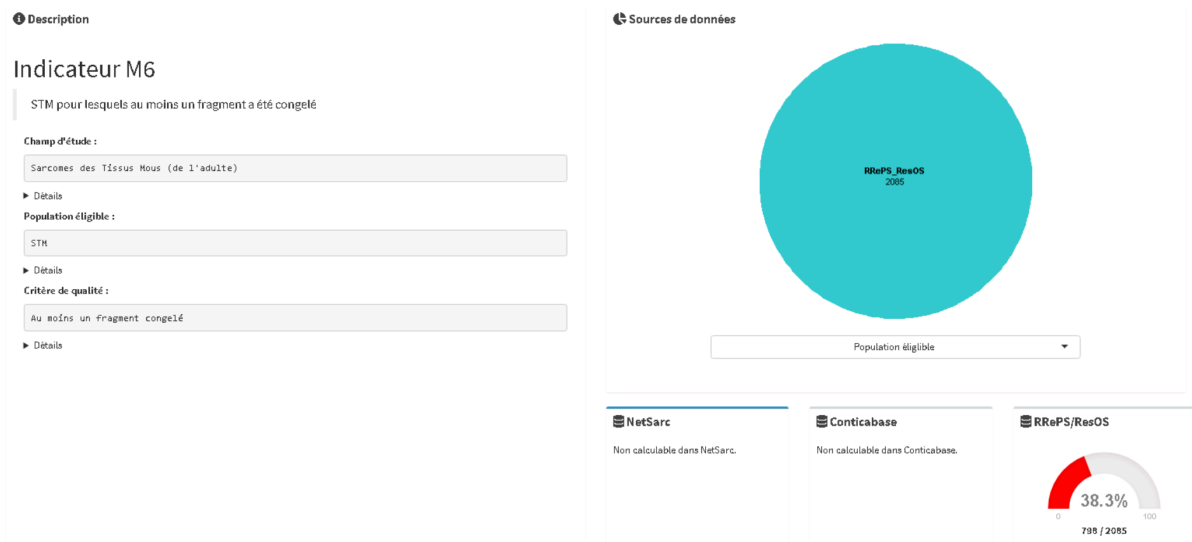 Description
Indicateur M6
STM pour lesquels au moins un fragment a été congelé
Champ d'étude :
Sarcomes des Tissus Mous (de l'adulte)
Détails
Population éligible :
STM
Détails
Critère de qualité :
Au moins un fragment congelé
Détails
Sources de données
RRePS_ResOS
2085
Population éligible
NetSarc
Non calculable dans NetSarc.
Conticabase
Non calculable dans Conticabase.
RRePS/ResOS
38.3%
0
100
798 / 2085